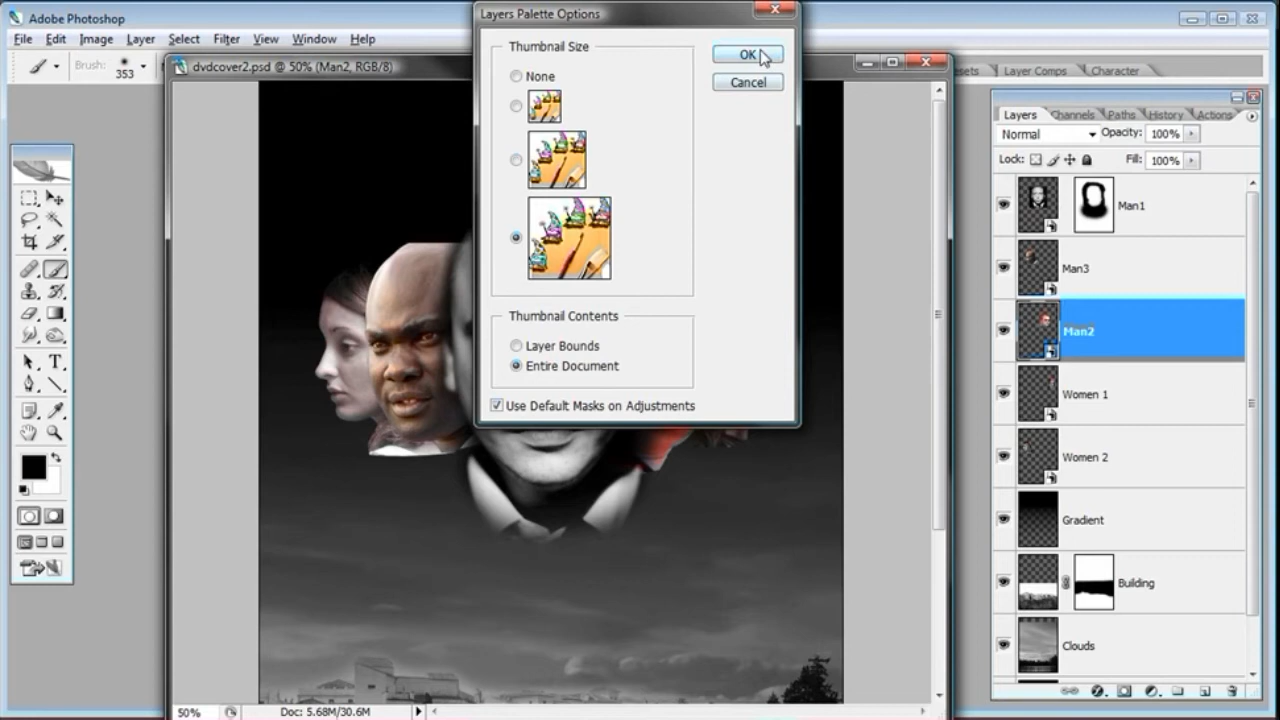 Adobe Photoshop
File Edit Image Layer Select Filter View Window Help
Brush: 353
Layer Comps Character
dvdcover2.psd @ 50% (Man2, RGB/8)
Layers Palette Options
Thumbnail Size
None
OK
Cancel
Thumbnail Contents
Layer Bounds
Entire Document
Use Default Masks on Adjustments
Layers Channels Paths History Actions
Normal Opacity: 100%
Lock: Fill: 100%
Man1
Man3
Man2
Women 1
Women 2
Gradient
Building
Clouds
50% Doc: 5.68M/30.6M